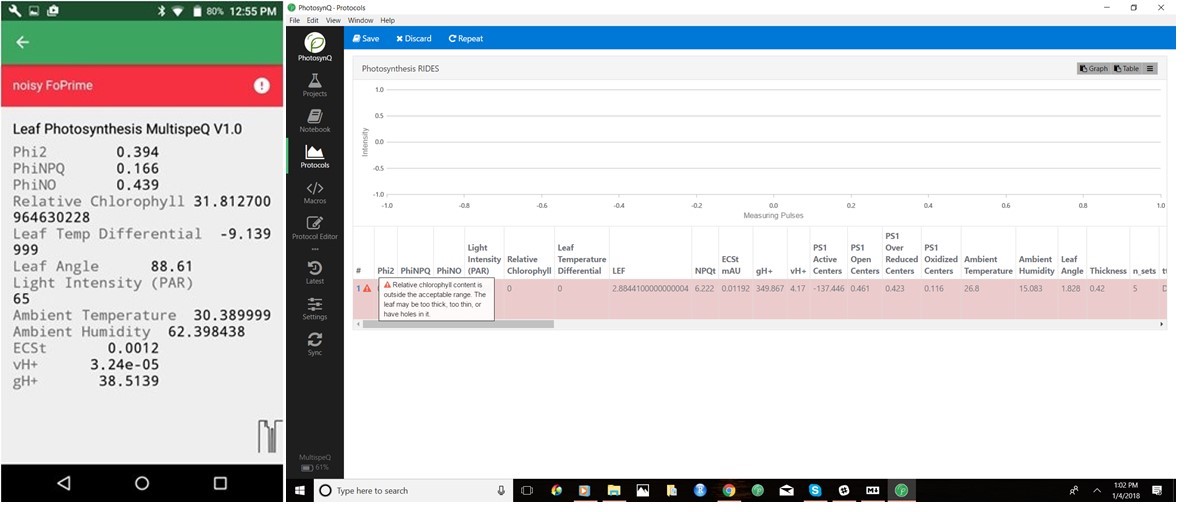 80% 12:55 PM
noisy FoPrime
Leaf Photosynthesis MultispeQ V1.0
Phi2 0.394
PhiNPQ 0.166
PhiNO 0.439
Relative Chlorophyll 31.812700
964630228
Leaf Temp Differential -9.139
999
Leaf Angle 88.61
Light Intensity (PAR)
65
Ambient Temperature 30.389999
Ambient Humidity 62.398438
ECSt 0.0012
vH+ 3.24e-05
gH+ 38.5139
PhotosynQ - Protocols
File Edit View Window Help
PhotosynQ
Projects
Notebook
Protocols
Macros
Protocol Editor
Latest
Settings
Sync
MultispeQ
61%
Save Discard Repeat
Photosynthesis RIDES
Graph Table
1.0
0.5
0.0
-0.5
-1.0
Intensity
-1.0 -0.8 -0.6 -0.4 -0.2 0.0 0.2 0.4 0.6 0.8 1.0
Measuring Pulses
# Phi2 PhiNPQ PhiNO Light Intensity (PAR) Relative Chlorophyll Leaf Temperature Differential LEF NPQt ECSt mAU gH+ vH+ PS1 Active Centers PS1 Open Centers PS1 Over Reduced Centers PS1 Oxidized Centers Ambient Temperature Ambient Humidity Leaf Angle Thickness n_sets
1 0 0 2.8844100000000004 6.222 0.01192 349.867 4.17 -137.446 0.461 0.423 0.116 26.8 15.083 1.828 0.42 5
Relative chlorophyll content is
outside the acceptable range. The
leaf may be too thick, too thin, or
have holes in it.
Type here to search
1:02 PM
1/4/2018